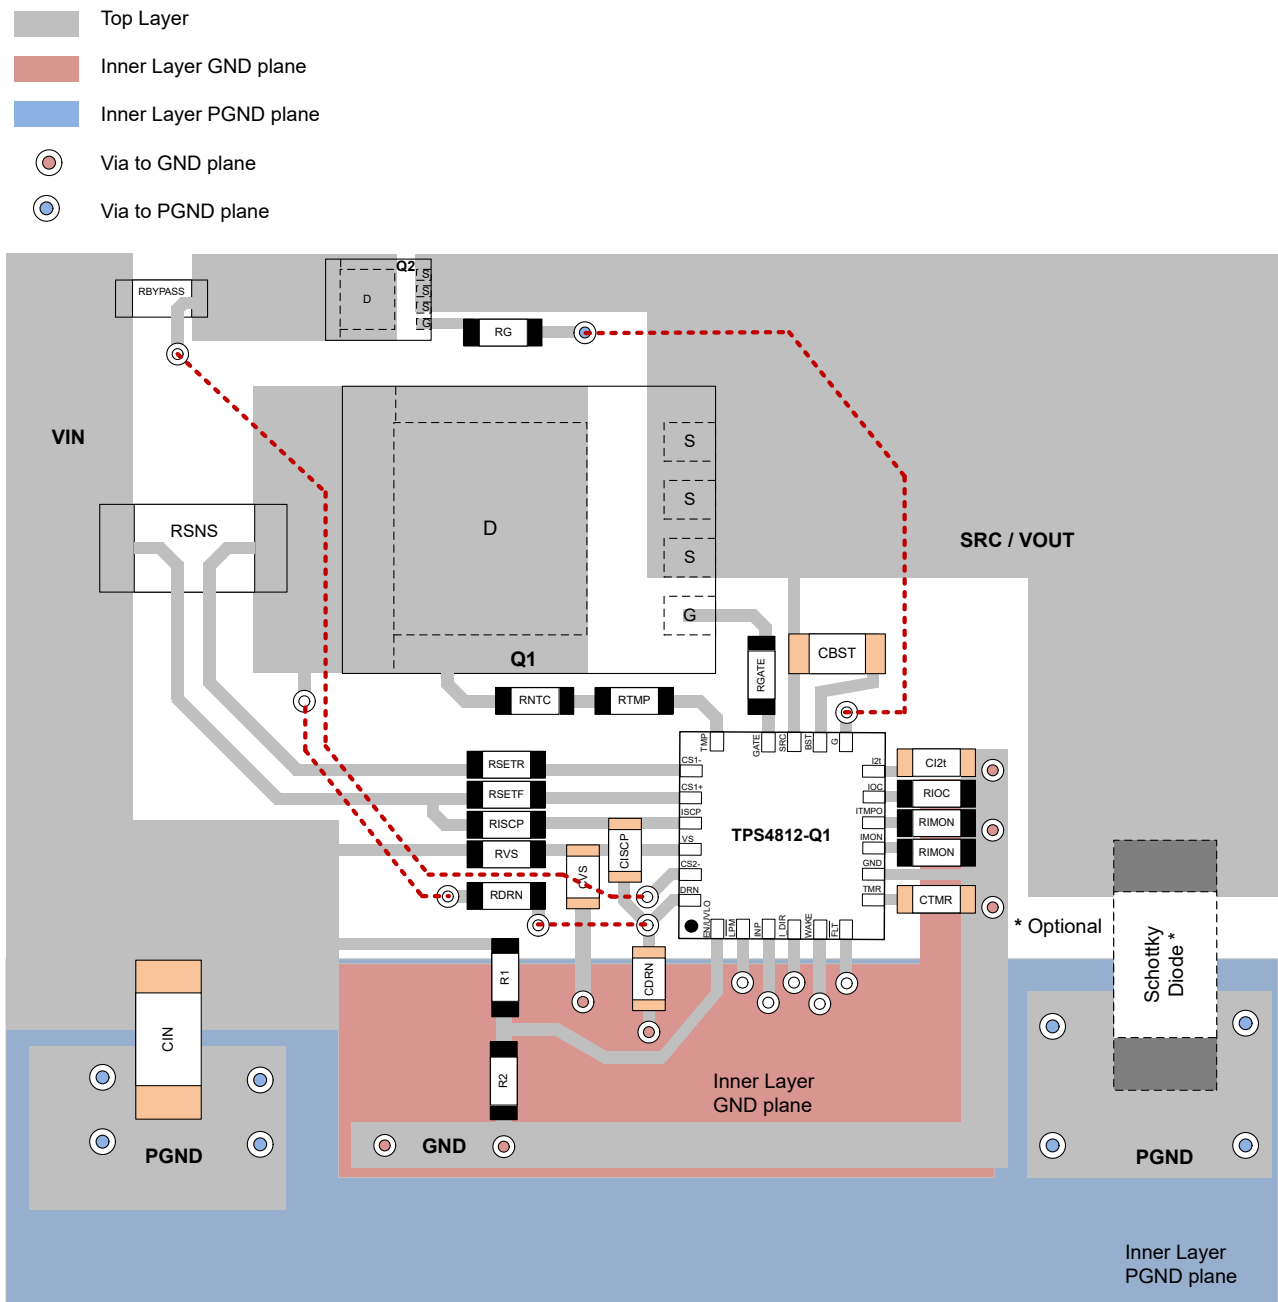 Top Layer
Inner Layer GND plane
Inner Layer PGND plane
Via to GND plane
Via to PGND plane
Q2
RBYPASS
D
S
S
S
G
RG
VIN
S
D
S
S
G
RSNS
SRC / VOUT
Q1
RGATE
CBST
RNTC
RTMP
TMP
GATE
SRC
BST
G
RSETR
CS1-
I2t
CI2t
RSETF
CS1+
IOC
RIOC
RISCP
ISCP
ITMPO
RIMON
CISCP
TPS4812-Q1
RVS
VS
IMON
RIMON
CVS
CS2-
GND
RDRN
DRN
TMR
CTMR
EN/UVLO
LPM
INP
I_DIR
WAKE
FLT
* Optional
R1
CDRN
Schottky
Diode *
CIN
R2
Inner Layer
GND plane
GND
PGND
PGND
Inner Layer
PGND plane